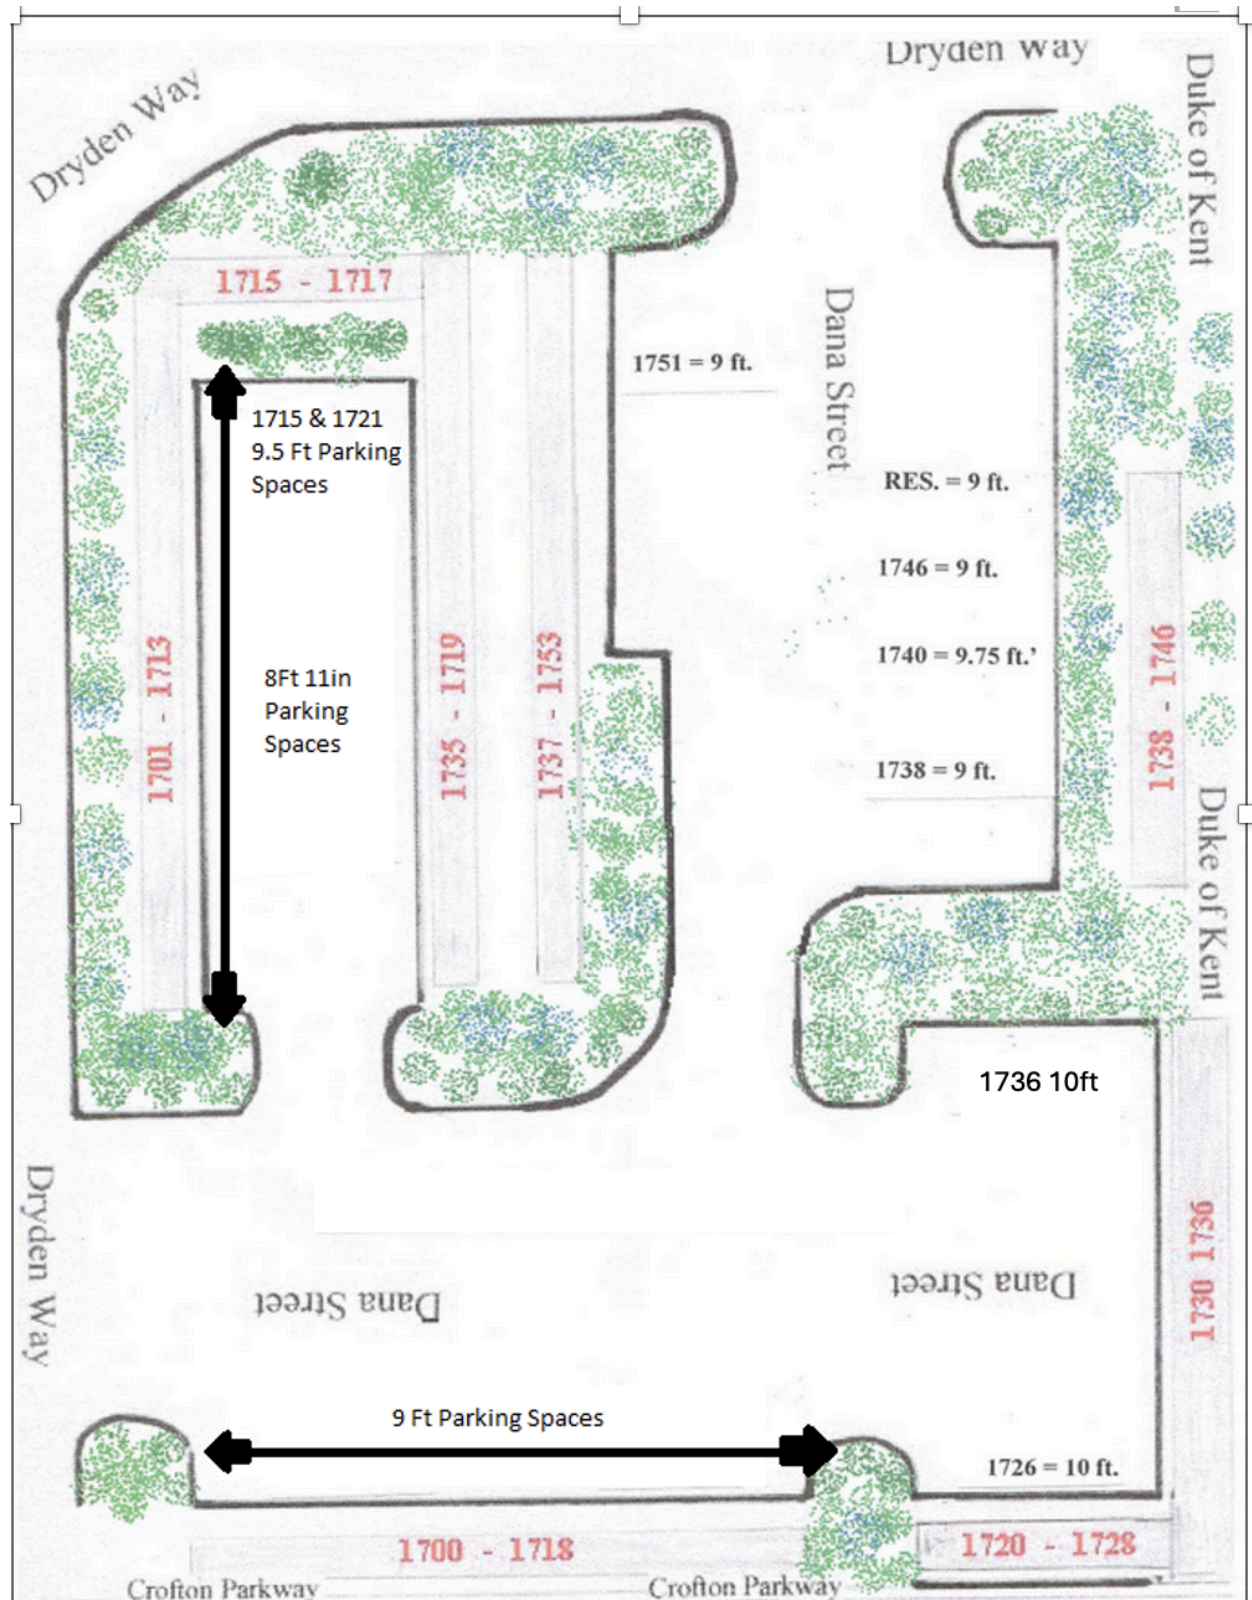 Dryden Way
Dryden Way
Duke of Kent
1715 - 1717
Dana Street
1751 = 9 ft.
1715 & 1721
9.5 Ft Parking
Spaces
RES. = 9 ft.
1746 = 9 ft.
1740 = 9.75 ft.’
1738 = 9 ft.
8Ft 11in
Parking
Spaces
1701 - 1713
1735 - 1719
1737 - 1753
1738 - 1746
Duke of Kent
1736 10ft
Dryden Way
Dana Street
Dana Street
1730 1736
9 Ft Parking Spaces
1726 = 10 ft.
1700 - 1718
1720 - 1728
Crofton Parkway
Crofton Parkway